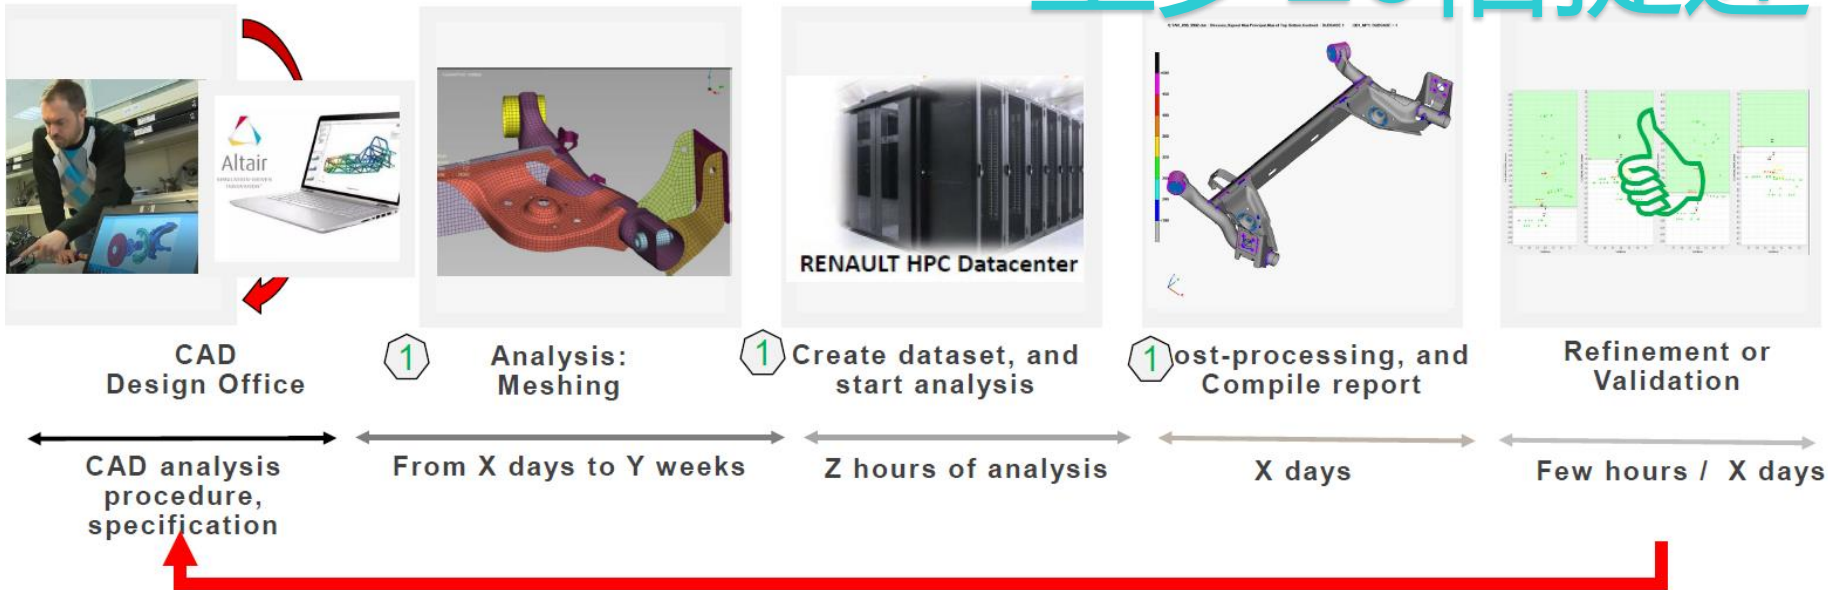 Altair
RENAULT HPC Datacenter
CAD
Design Office
1
Analysis:
Meshing
1
Create dataset, and
start analysis
1
ost-processing, and
Compile report
Refinement or
Validation
CAD analysis
procedure,
specification
From X days to Y weeks
Z hours of analysis
X days
Few hours / X days